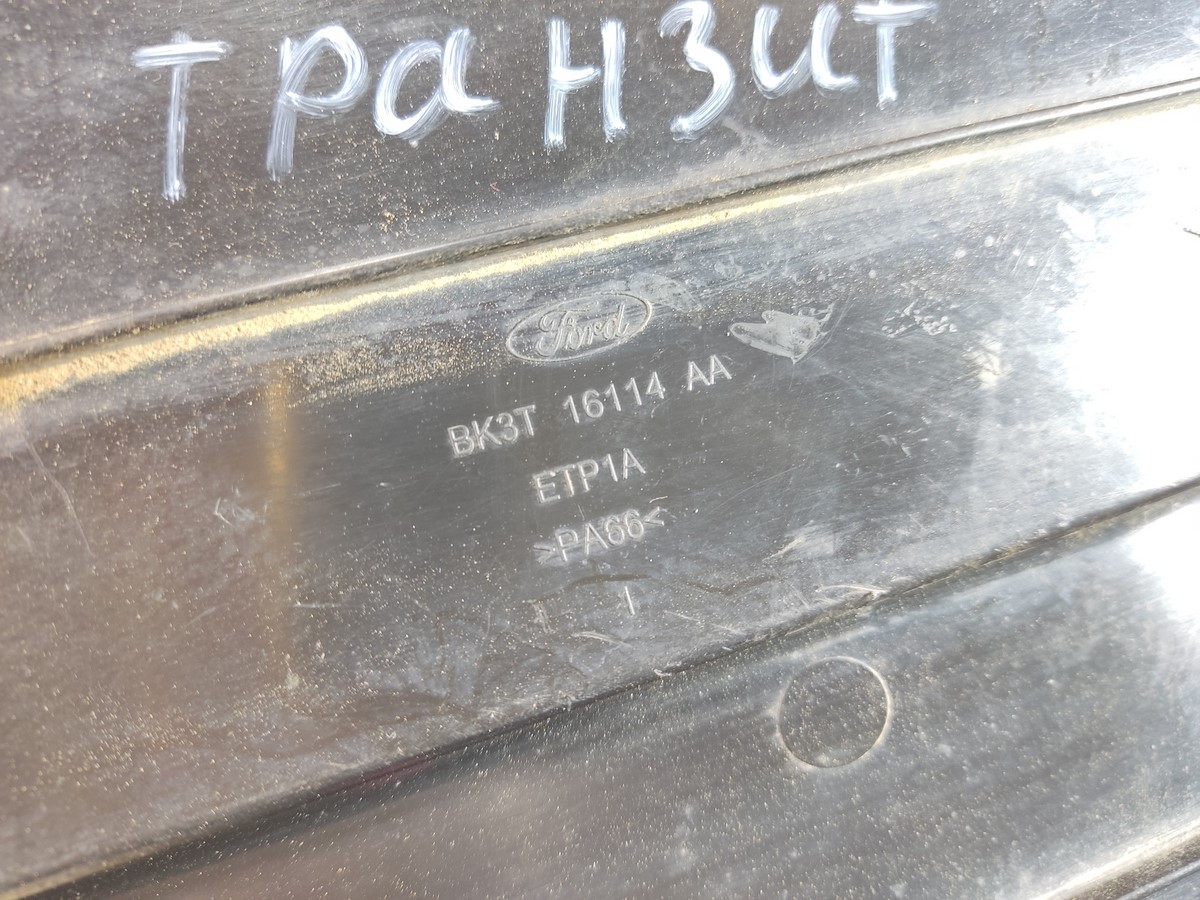 транзит
Ford
BK3T 16114 AA
ETP1A
>PA66<
I